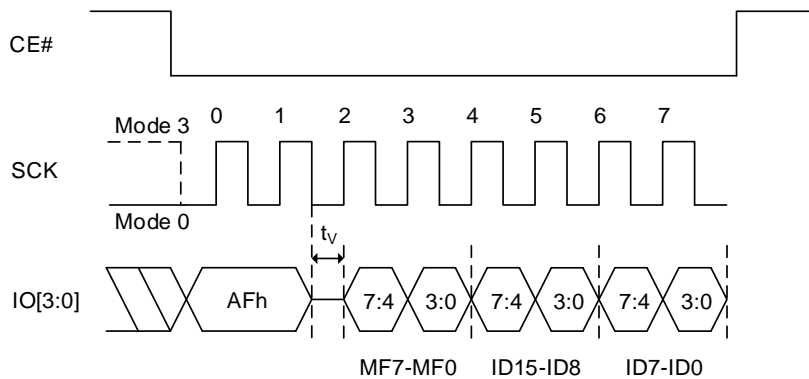 CE#
0 1 2 3 4 5 6 7
Mode 3
SCK
Mode 0
tV
IO[3:0] AFh 7:4 3:0 7:4 3:0 7:4 3:0
MF7-MF0 ID15-ID8 ID7-ID0